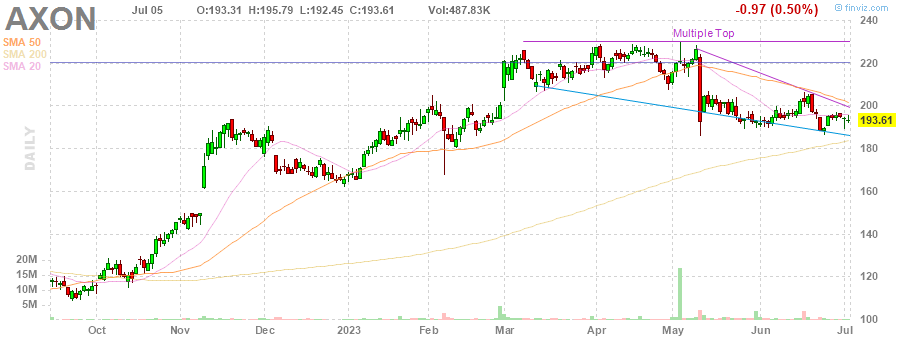 AXON
Jul 05
O:193.31 H:195.79 L:192.45 C:193.61
Vol:487.83K
-0.97 (0.50%)
finviz.com
SMA 50
SMA 200
SMA 20
Multiple Top
DAILY
240
220
200
193.61
180
160
140
120
100
20M
15M
10M
5M
Oct Nov Dec 2023 Feb Mar Apr May Jun Jul